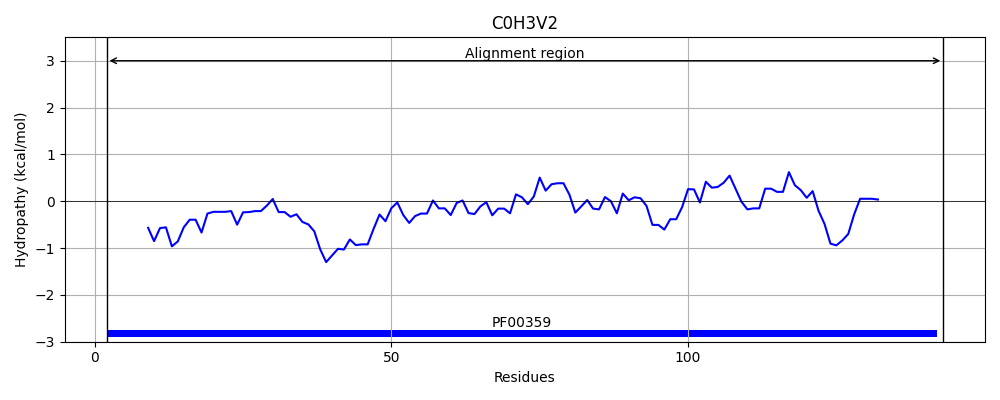 C0H3V2
Alignment region
3
2
1
0
−1
−2
−3
Hydropathy (kcal/mol)
PF00359
0 50 100
Residues